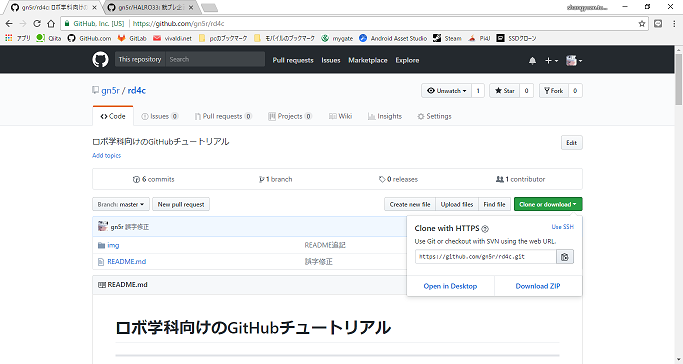 gn5r/rd4c: ロボ学科向けのG
gn5r/HALRO33: 就プレ企
GitHub, Inc. [US] https://github.com/gn5r/rd4c
アプリ Qiita GitHub.com GitLab vivaldi.net pcのブックマーク モバイルのブックマーク mygate Android Asset Studio Steam Pi4J SSDクローン
This repository Search Pull requests Issues Marketplace Explore
gn5r / rd4c Unwatch 1 Star 0 Fork 0
Code Issues 0 Pull requests 0 Projects 0 Wiki Insights Settings
ロボ学科向けのGitHubチュートリアル Edit
Add topics
6 commits 1 branch 0 releases 1 contributor
Branch: master New pull request Create new file Upload files Find file Clone or download
gn5r 誤字修正
img README追記
README.md 誤字修正
Clone with HTTPS Use SSH
Use Git or checkout with SVN using the web URL.
https://github.com/gn5r/rd4c.git
Open in Desktop Download ZIP
README.md
ロボ学科向けのGitHubチュートリアル